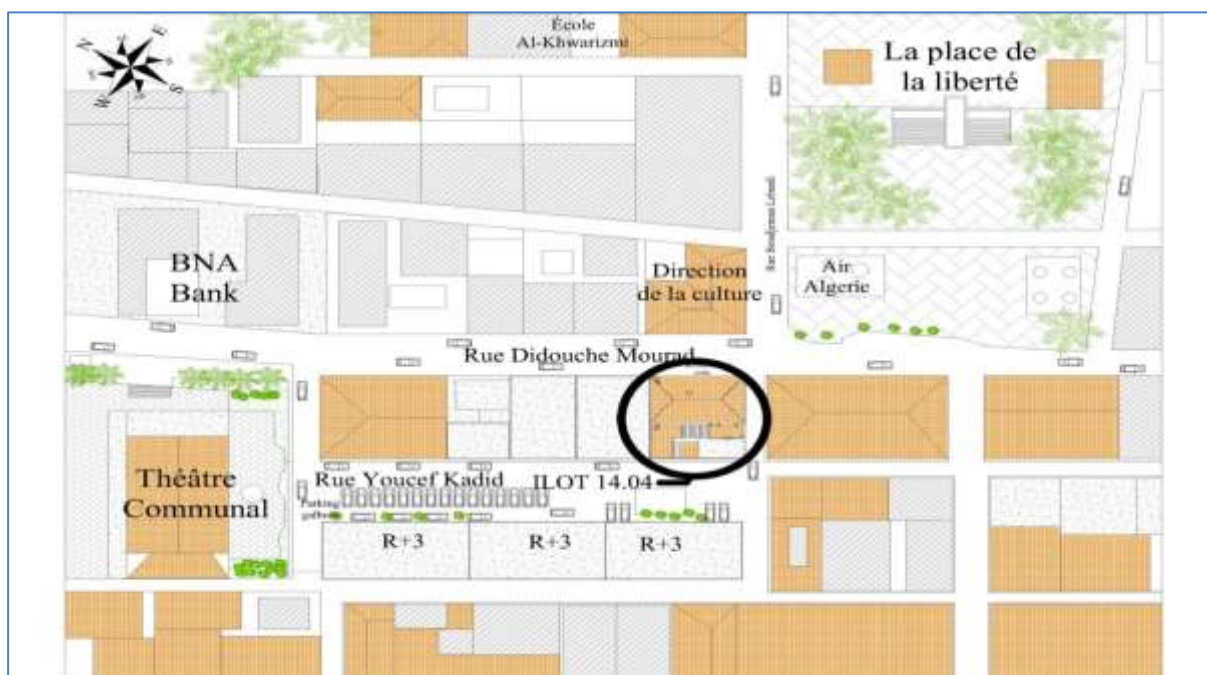 École
Al-Khwarizmi
La place de
la liberté
N
E
W
S
BNA
Bank
Direction
de la culture
Air
Algerie
Rue Didouche Mourad
Théâtre
Communal
Rue Youcef Kadid
ILOT 14.04
Parking
R+3
R+3
R+3